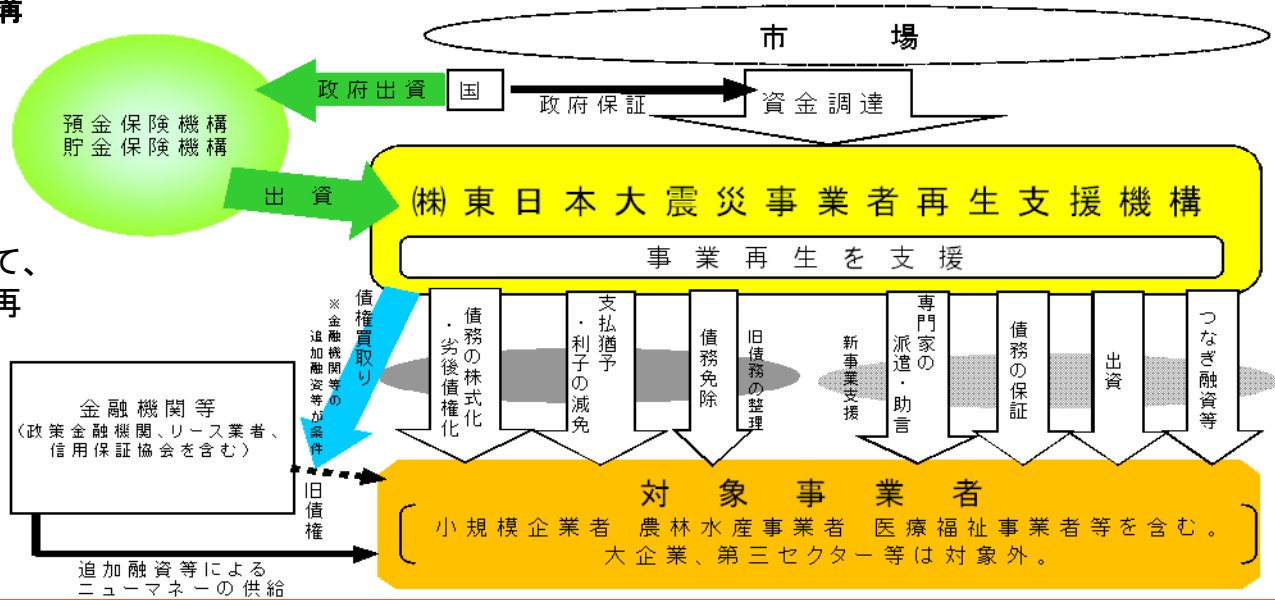 構
市場
政府出資
国
政府保証
資金調達
預金保険機構
貯金保険機構
出資
㈱東日本大震災事業者再生支援機構
事業再生を支援
て、
再
債権買取り
※金融機関等の
追加融資等が条件
債務の株式化
・劣後債権化
支払猶予
・利子の減免
債務免除
旧債務の整理
新事業支援
専門家の
派遣・助言
債務の保証
出資
つなぎ融資等
金融機関等
(政策金融機関、リース業者、
信用保証協会を含む)
旧債権
対象事業者
小規模企業者 農林水産事業者 医療福祉事業者等を含む。
大企業、第三セクター等は対象外。
追加融資等による
ニューマネーの供給